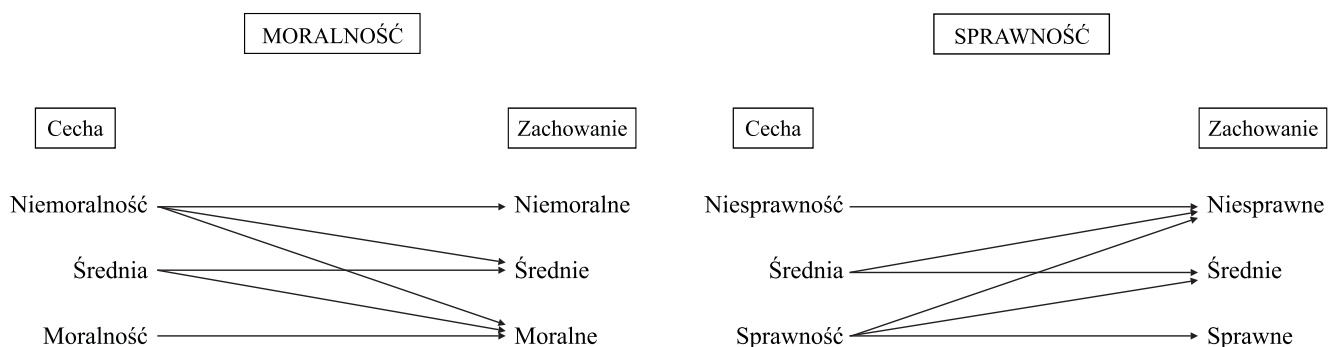 MORALNOŚĆ
Cecha
Zachowanie
Niemoralność
Niemoralne
Średnia
Średnie
Moralność
Moralne
SPRAWNOŚĆ
Cecha
Zachowanie
Niesprawność
Niesprawne
Średnia
Średnie
Sprawność
Sprawne